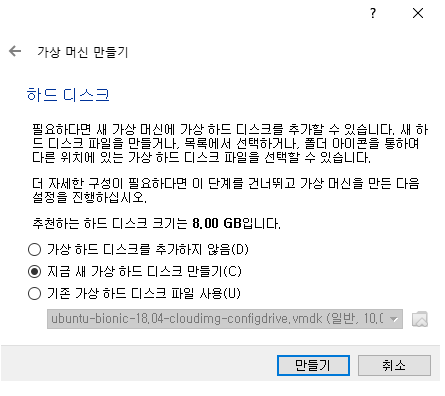 ?
가상 머신 만들기
하드 디스크
필요하다면 새 가상 머신에 가상 하드 디스크를 추가할 수 있습니다. 새 하
드 디스크 파일을 만들거나, 목록에서 선택하거나, 폴더 아이콘을 통하여
다른 위치에 있는 가상 하드 디스크 파일을 선택할 수 있습니다.
더 자세한 구성이 필요하다면 이 단계를 건너뛰고 가상 머신을 만든 다음
설정을 진행하십시오.
추천하는 하드 디스크 크기는 8.00 GB입니다.
가상 하드 디스크를 추가하지 않음(D)
지금 새 가상 하드 디스크 만들기(C)
기존 가상 하드 디스크 파일 사용(U)
ubuntu-bionic-18.04-cloudimg-configdrive.vmdk (일반, 10.0
만들기
취소